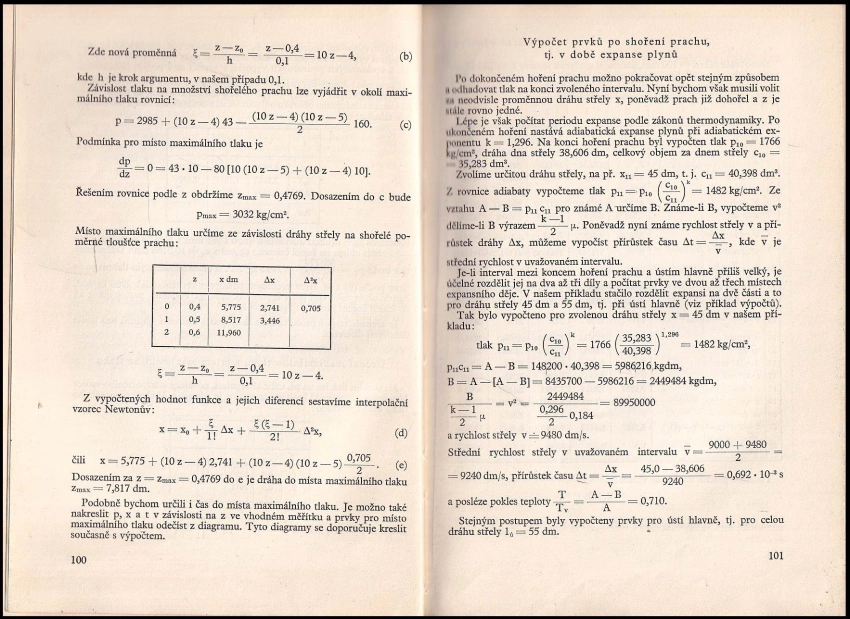 Zde nová proměnná ξ = (z — z₀)/h = (z — 0,4)/0,1 = 10 z — 4, (b)
kde h je krok argumentu, v našem případu 0,1.
Závislost tlaku na množství shořelého prachu lze vyjádřit v okolí maxi-
málního tlaku rovnicí:
p = 2985 + (10 z — 4) 43 — (10 z — 4) (10 z — 5)/2 160. (c)
Podmínka pro místo maximálního tlaku je
dp/dz = 0 = 43 · 10 — 80 [10 (10 z — 5) + (10 z — 4) 10].
Řešením rovnice podle z obdržíme zmax = 0,4769. Dosazením do c bude
pmax = 3032 kg/cm².
Místo maximálního tlaku určíme ze závislosti dráhy střely na shořelé po-
měrné tloušťce prachu:
z x dm Δx Δ²x
0 0,4 5,775 2,741 0,705
1 0,5 8,517 3,446
2 0,6 11,960
ξ = (z — z₀)/h = (z — 0,4)/0,1 = 10 z — 4.
Z vypočtených hodnot funkce a jejich diferencí sestavíme interpolační
vzorec Newtonův:
x = x₀ + ξ/1! Δx + ξ (ξ — 1)/2! Δ²x, (d)
čili x = 5,775 + (10 z — 4) 2,741 + (10 z — 4) (10 z — 5) 0,705/2 . (e)
Dosazením za z = zmax = 0,4769 do e je dráha do místa maximálního tlaku
zmax = 7,817 dm.
Podobně bychom určili i čas do místa maximálního tlaku. Je možno také
nakreslit p, x a t v závislosti na z ve vhodném měřítku a prvky pro místo
maximálního tlaku odečíst z diagramu. Tyto diagramy se doporučuje kreslit
současně s výpočtem.
100
Výpočet prvků po shoření prachu,
tj. v době expanse plynů
Po dokončeném hoření prachu možno pokračovat opět stejným způsobem
a odhadovat tlak na konci zvoleného intervalu. Nyní bychom však musili volit
za neodvisle proměnnou dráhu střely x, poněvadž prach již dohořel a z je
stále rovno jedné.
Lépe je však počítat periodu expanse podle zákonů thermodynamiky. Po
ukončeném hoření nastává adiabatická expanse plynů při adiabatickém ex-
ponentu k = 1,296. Na konci hoření prachu byl vypočten tlak p₁₀ = 1766
kg/cm², dráha dna střely 38,606 dm, celkový objem za dnem střely c₁₀ =
= 35,283 dm³.
Zvolíme určitou dráhu střely, na př. x₁₁ = 45 dm, t. j. c₁₁ = 40,398 dm³.
Z rovnice adiabaty vypočteme tlak p₁₁ = p₁₀ (c₁₀/c₁₁)ᵏ = 1482 kg/cm². Ze
vztahu A — B = p₁₁ c₁₁ pro známé A určíme B. Známe-li B, vypočteme v²
dělíme-li B výrazem (k — 1)/2 μ. Poněvadž nyní známe rychlost střely v a pří-
růstek dráhy Δx, můžeme vypočíst přírůstek času Δt = Δx/v̄, kde v̄ je
střední rychlost v uvažovaném intervalu.
Je-li interval mezi koncem hoření prachu a ústím hlavně příliš velký, je
účelné rozdělit jej na dva až tři díly a počítat prvky ve dvou až třech místech
expansního děje. V našem příkladu stačilo rozdělit expansi na dvě části a to
pro dráhy střely 45 dm a 55 dm, tj. při ústí hlavně (viz příklad výpočtů).
Tak bylo vypočteno pro zvolenou dráhu střely x = 45 dm v našem pří-
kladu:
tlak p₁₁ = p₁₀ (c₁₀/c₁₁)ᵏ = 1766 (35,283/40,398)^1,296 = 1482 kg/cm²,
p₁₁c₁₁ = A — B = 148200 · 40,398 = 5986216 kgdm,
B = A — [A — B] = 8435700 — 5986216 = 2449484 kgdm,
B/((k — 1)/2 μ) = v² = 2449484/(0,296/2 0,184) = 89950000
a rychlost střely v ≐ 9480 dm/s.
Střední rychlost střely v uvažovaném intervalu v̄ = (9000 + 9480)/2 =
= 9240 dm/s, přírůstek času Δt = Δx/v̄ = (45,0 — 38,606)/9240 = 0,692 · 10⁻³ s
a posléze pokles teploty T/Tᵥ = (A — B)/A = 0,710.
Stejným postupem byly vypočteny prvky pro ústí hlavně, tj. pro celou
dráhu střely l₆ = 55 dm.
101